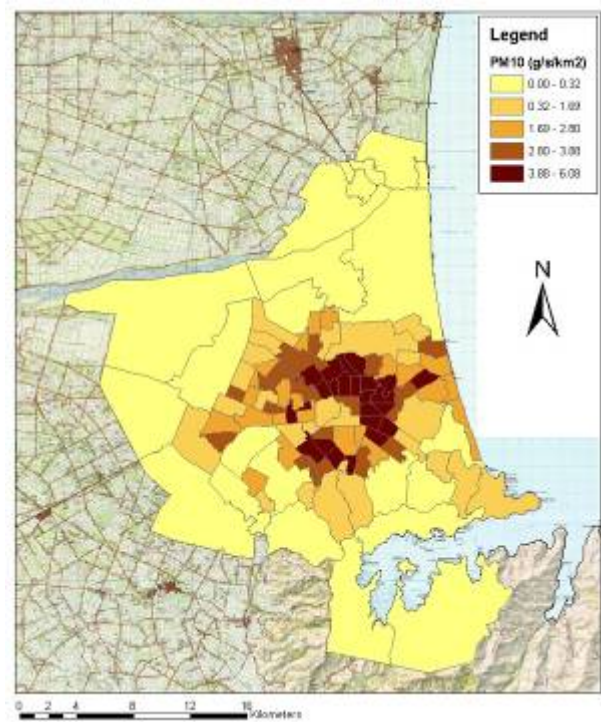 Legend
PM10 (g/s/km2)
0.00 - 0.32
0.32 - 1.69
1.69 - 2.80
2.80 - 3.88
3.88 - 6.08
N
0 2 4 8 12 16
Kilometers